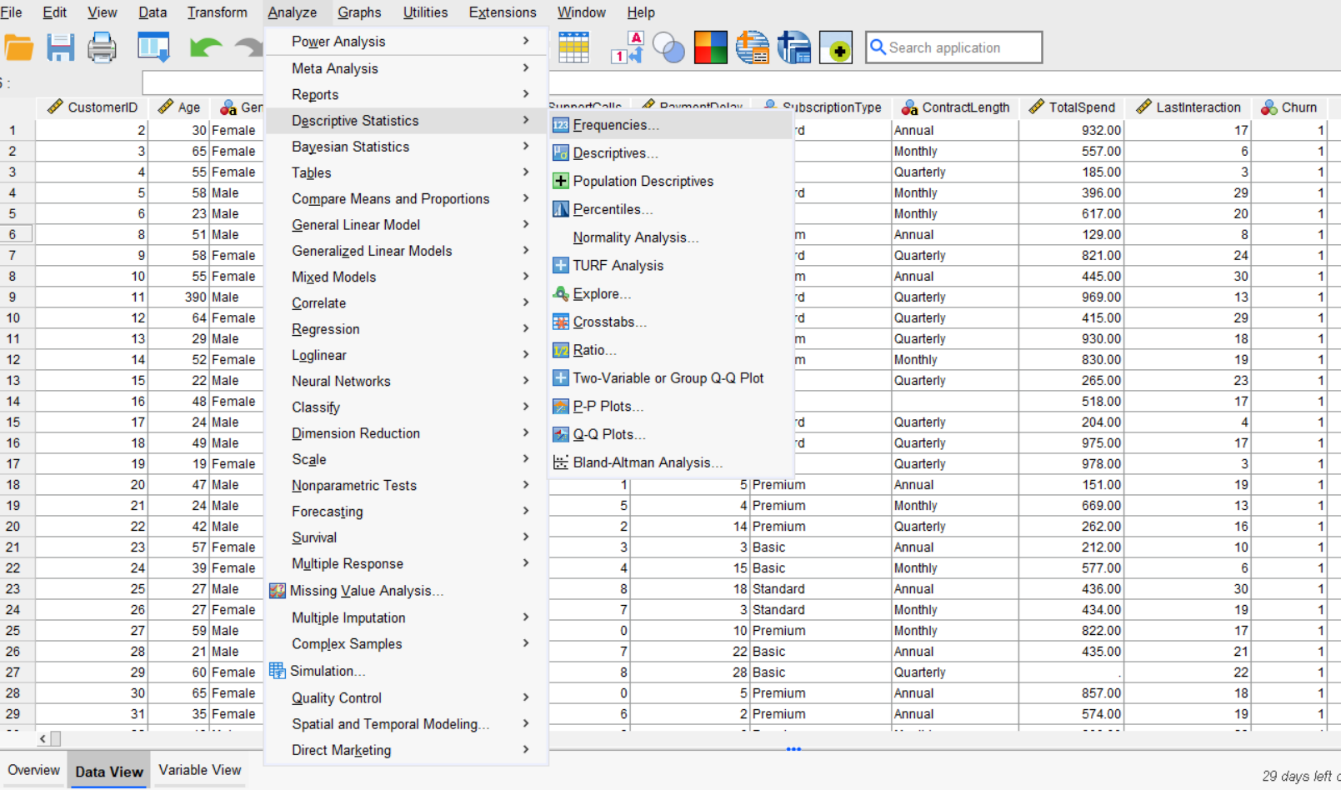 File Edit View Data Transform Analyze Graphs Utilities Extensions Window Help
Search application
Power Analysis
Meta Analysis
Reports
Descriptive Statistics
Bayesian Statistics
Tables
Compare Means and Proportions
General Linear Model
Generalized Linear Models
Mixed Models
Correlate
Regression
Loglinear
Neural Networks
Classify
Dimension Reduction
Scale
Nonparametric Tests
Forecasting
Survival
Multiple Response
Missing Value Analysis...
Multiple Imputation
Complex Samples
Simulation...
Quality Control
Spatial and Temporal Modeling...
Direct Marketing
Frequencies...
Descriptives...
Population Descriptives
Percentiles...
Normality Analysis...
TURF Analysis
Explore...
Crosstabs...
Ratio...
Two-Variable or Group Q-Q Plot
P-P Plots...
Q-Q Plots...
Bland-Altman Analysis...
CustomerID Age Gen SupportCalls PaymentDelay SubscriptionType ContractLength TotalSpend LastInteraction Churn
1 2 30 Female rd Annual 932.00 17 1
2 3 65 Female Monthly 557.00 6 1
3 4 55 Female Quarterly 185.00 3 1
4 5 58 Male rd Monthly 396.00 29 1
5 6 23 Male Monthly 617.00 20 1
6 8 51 Male m Annual 129.00 8 1
7 9 58 Female rd Quarterly 821.00 24 1
8 10 55 Female m Annual 445.00 30 1
9 11 390 Male rd Quarterly 969.00 13 1
10 12 64 Female rd Quarterly 415.00 29 1
11 13 29 Male m Quarterly 930.00 18 1
12 14 52 Female m Monthly 830.00 19 1
13 15 22 Male Quarterly 265.00 23 1
14 16 48 Female 518.00 17 1
15 17 24 Male rd Quarterly 204.00 4 1
16 18 49 Male rd Quarterly 975.00 17 1
17 19 19 Female Quarterly 978.00 3 1
18 20 47 Male 1 5 Premium Annual 151.00 19 1
19 21 24 Male 5 4 Premium Monthly 669.00 13 1
20 22 42 Male 2 14 Premium Quarterly 262.00 16 1
21 23 57 Female 3 3 Basic Annual 212.00 10 1
22 24 39 Female 4 15 Basic Monthly 577.00 6 1
23 25 27 Male 8 18 Standard Annual 436.00 30 1
24 26 27 Female 7 3 Standard Monthly 434.00 19 1
25 27 59 Male 0 10 Premium Monthly 822.00 17 1
26 28 21 Male 7 22 Basic Annual 435.00 21 1
27 29 60 Female 8 28 Basic Quarterly . 22 1
28 30 65 Female 0 5 Premium Annual 857.00 18 1
29 31 35 Female 6 2 Premium Annual 574.00 19 1
Overview Data View Variable View
29 days left